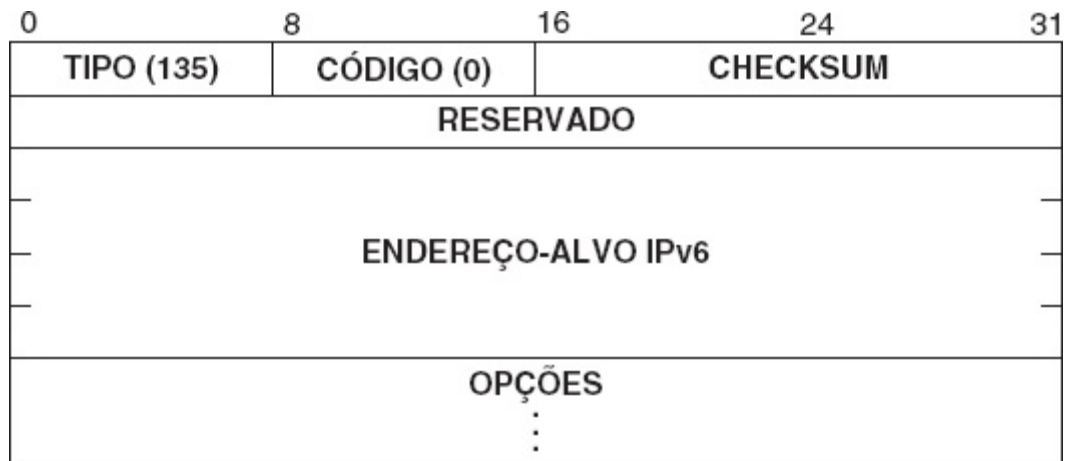 0 8 16 24 31
TIPO (135) CÓDIGO (0) CHECKSUM
RESERVADO
ENDEREÇO-ALVO IPv6
OPÇÕES